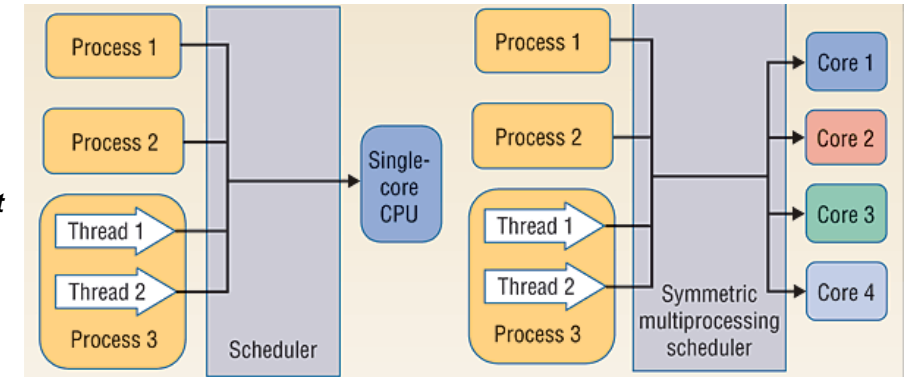 Process 1
Process 2
Thread 1
Thread 2
Process 3
Scheduler
Single-
core
CPU
Process 1
Process 2
Thread 1
Thread 2
Process 3
Symmetric
multiprocessing
scheduler
Core 1
Core 2
Core 3
Core 4
t